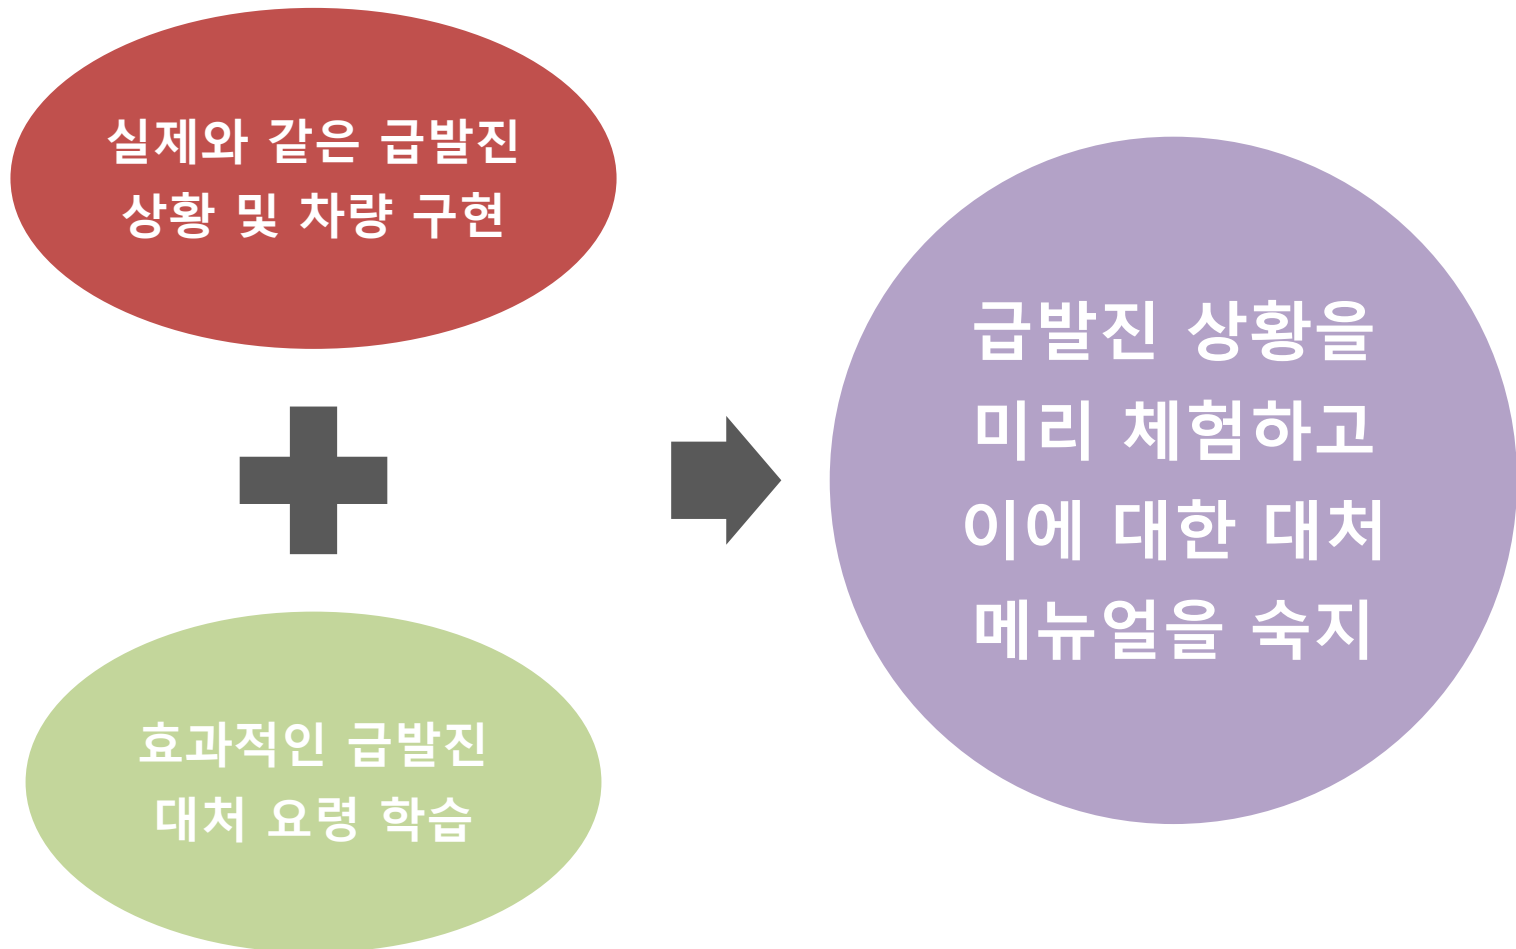 실제와 같은 급발진
상황 및 차량 구현
효과적인 급발진
대처 요령 학습
급발진 상황을
미리 체험하고
이에 대한 대처
메뉴얼을 숙지